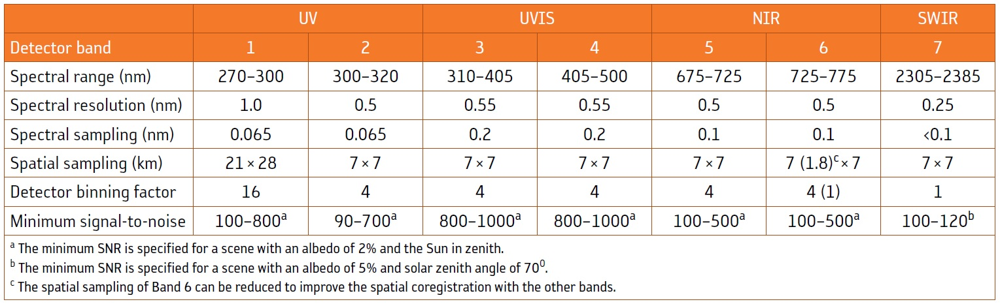 UV UVIS NIR SWIR
Detector band 1 2 3 4 5 6 7
Spectral range (nm) 270–300 300–320 310–405 405–500 675–725 725–775 2305–2385
Spectral resolution (nm) 1.0 0.5 0.55 0.55 0.5 0.5 0.25
Spectral sampling (nm) 0.065 0.065 0.2 0.2 0.1 0.1 <0.1
Spatial sampling (km) 21 × 28 7 × 7 7 × 7 7 × 7 7 × 7 7 (1.8)ᶜ × 7 7 × 7
Detector binning factor 16 4 4 4 4 4 (1) 1
Minimum signal-to-noise 100–800ᵃ 90–700ᵃ 800–1000ᵃ 800–1000ᵃ 100–500ᵃ 100–500ᵃ 100–120ᵇ
ᵃ The minimum SNR is specified for a scene with an albedo of 2% and the Sun in zenith.
ᵇ The minimum SNR is specified for a scene with an albedo of 5% and solar zenith angle of 70⁰.
ᶜ The spatial sampling of Band 6 can be reduced to improve the spatial coregistration with the other bands.